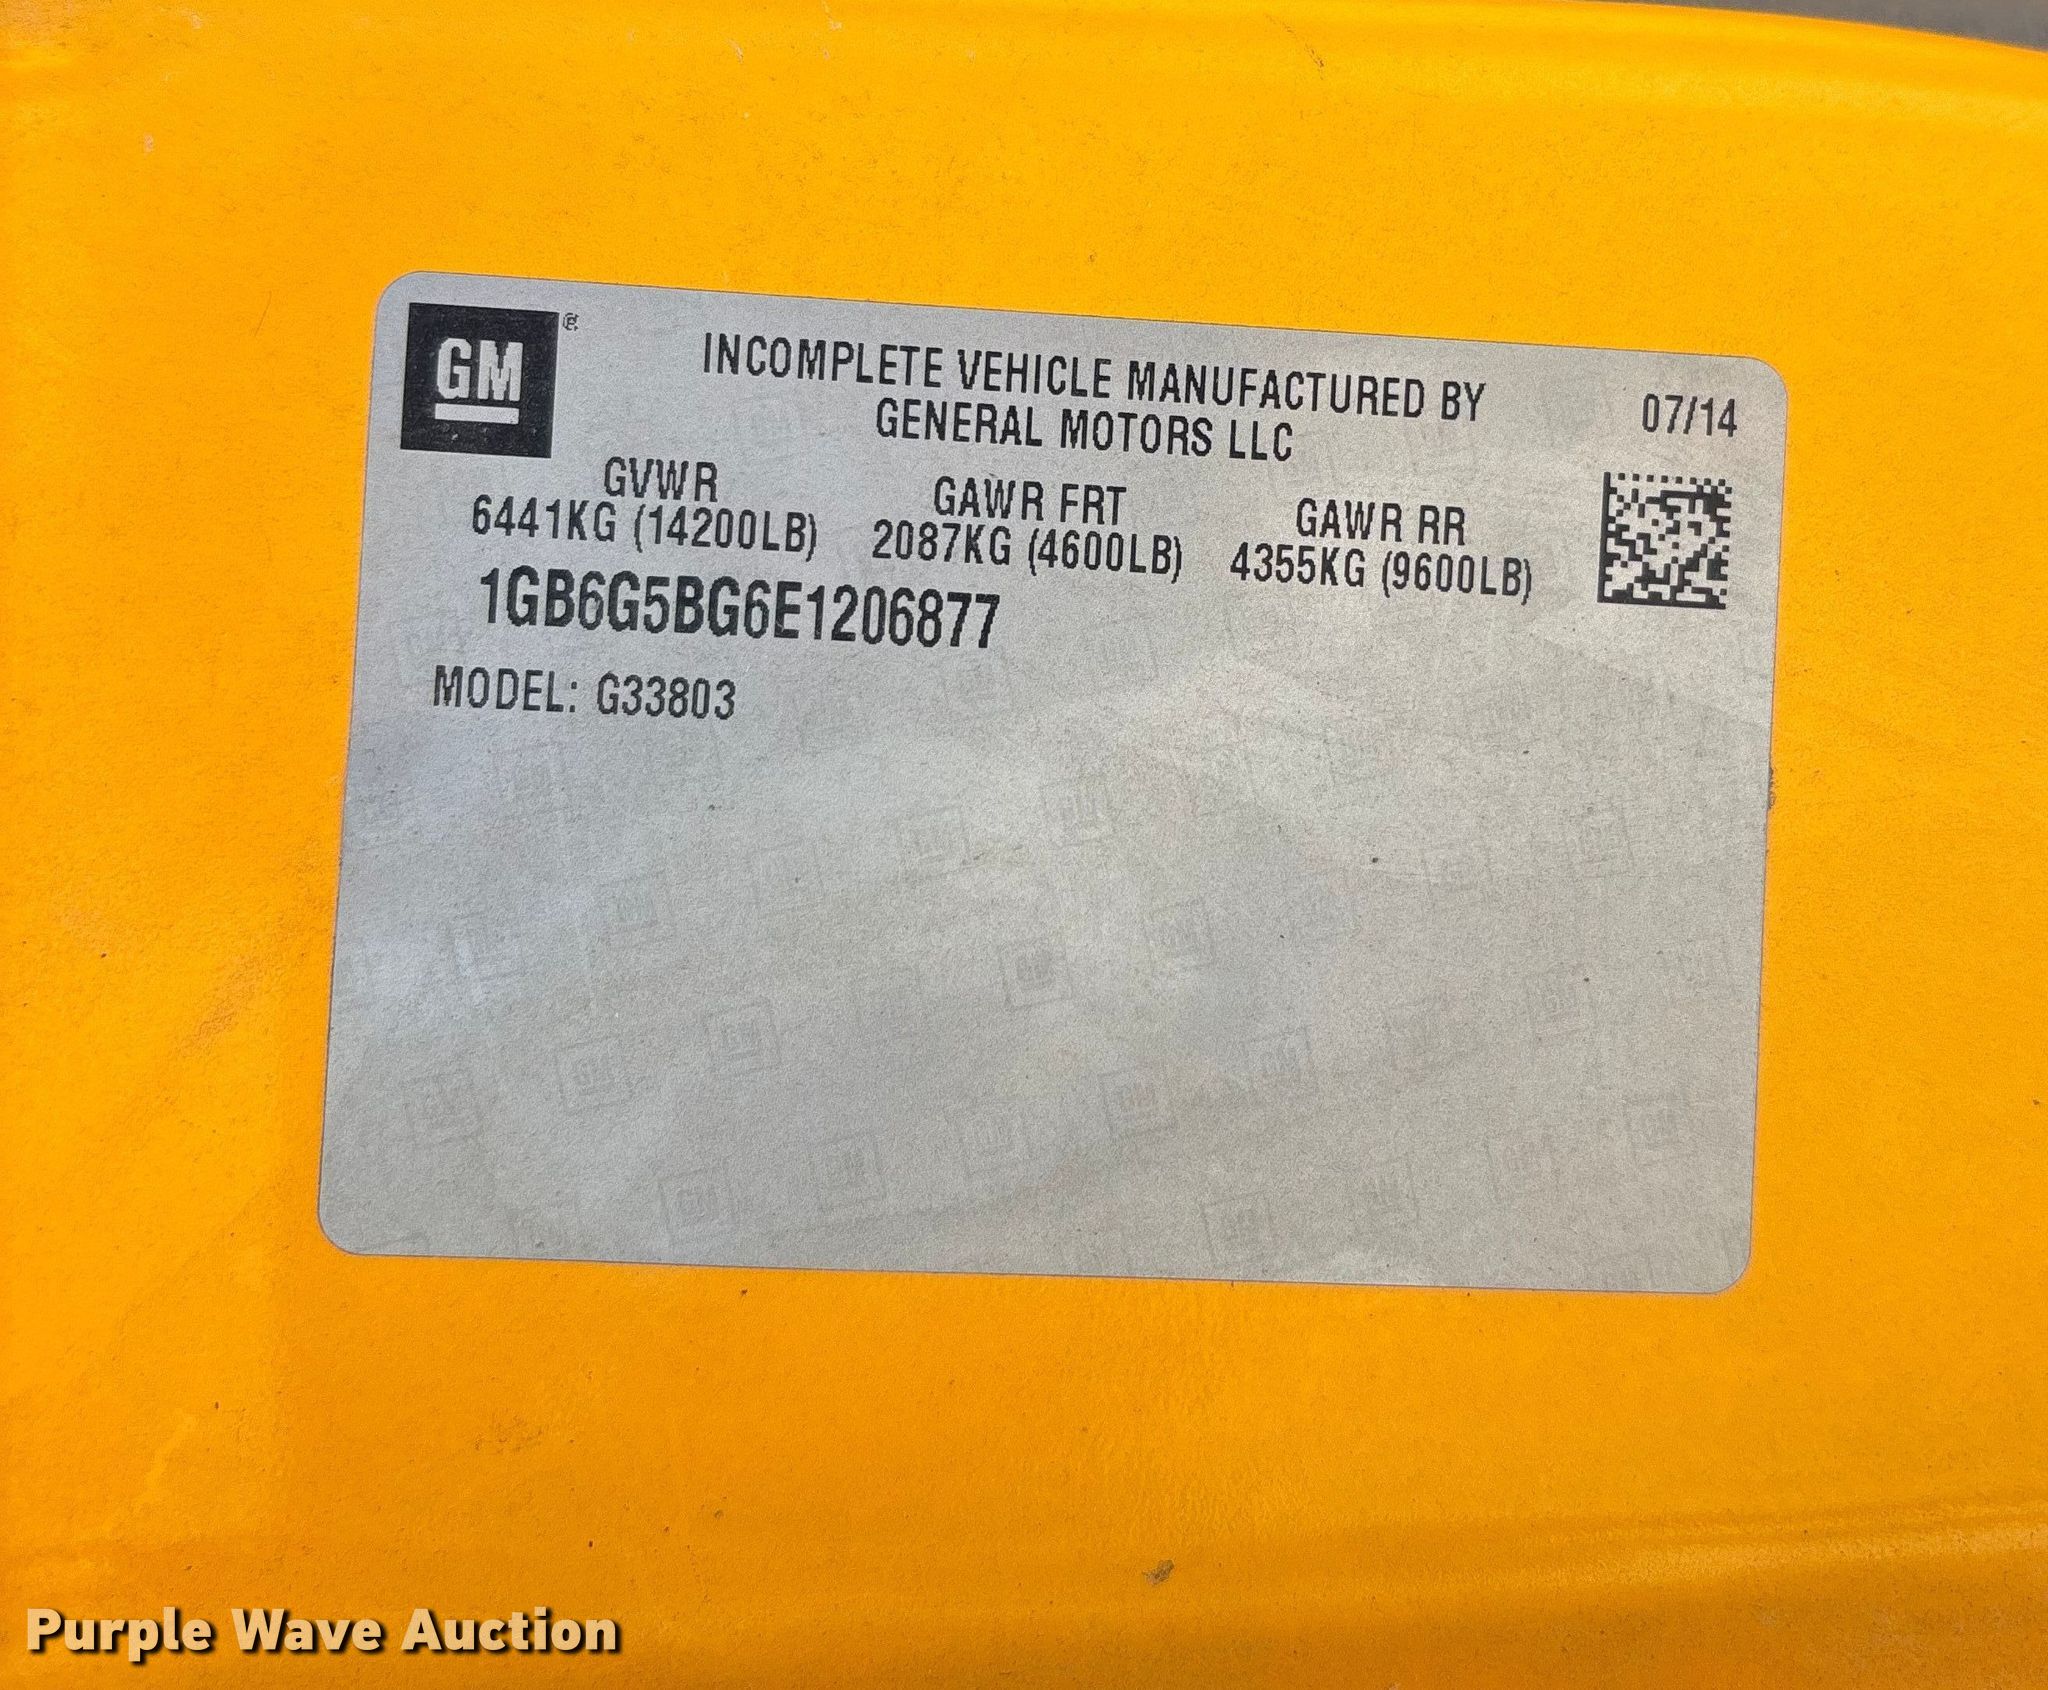 GM
INCOMPLETE VEHICLE MANUFACTURED BY
GENERAL MOTORS LLC
07/14
GVWR
6441KG (14200LB)
GAWR FRT
2087KG (4600LB)
GAWR RR
4355KG (9600LB)
1GB6G5BG6E1206877
MODEL: G33803
Purple Wave Auction